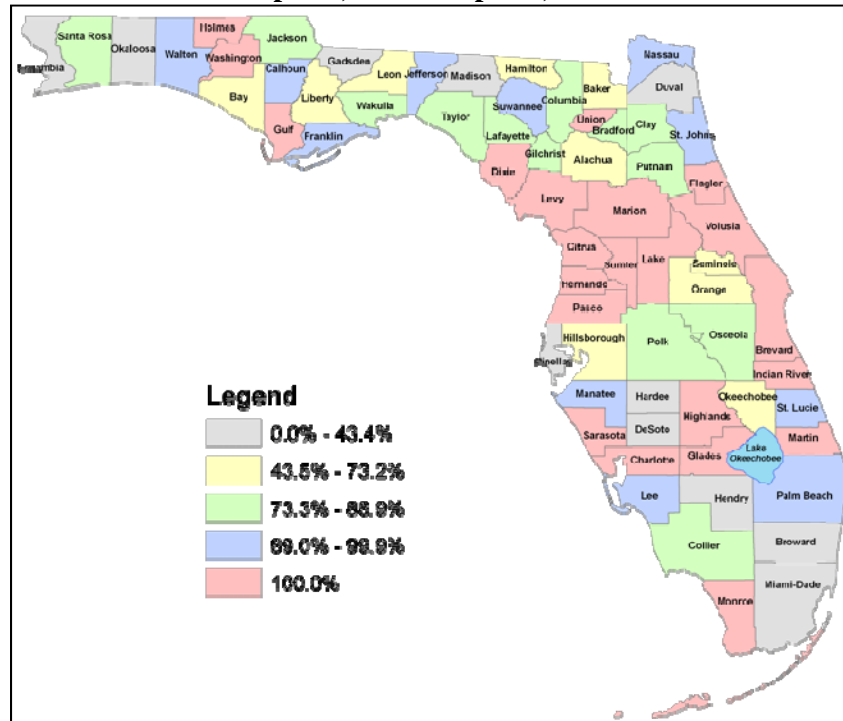 Holmes
Jackson
Santa Rosa
Okaloosa
Walton
Washington
Gadsden
Nassau
Calhoun
Leon
Jefferson
Madison
Hamilton
Duval
Bay
Liberty
Wakulla
Suwannee
Columbia
Baker
Union
Taylor
Clay
Gulf
Franklin
Lafayette
Bradford
St. Johns
Gilchrist
Alachua
Putnam
Dixie
Flagler
Levy
Marion
Volusia
Citrus
Sumter
Lake
Seminole
Hernando
Orange
Pasco
Hillsborough
Polk
Osceola
Pinellas
Brevard
Indian River
Legend
Manatee
Hardee
Okeechobee
St. Lucie
0.0% - 43.4%
Highlands
DeSoto
Sarasota
Martin
43.5% - 73.2%
Charlotte
Glades
Lake
Okeechobee
73.3% - 88.9%
Lee
Hendry
Palm Beach
89.0% - 99.9%
Collier
Broward
100.0%
Miami-Dade
Monroe